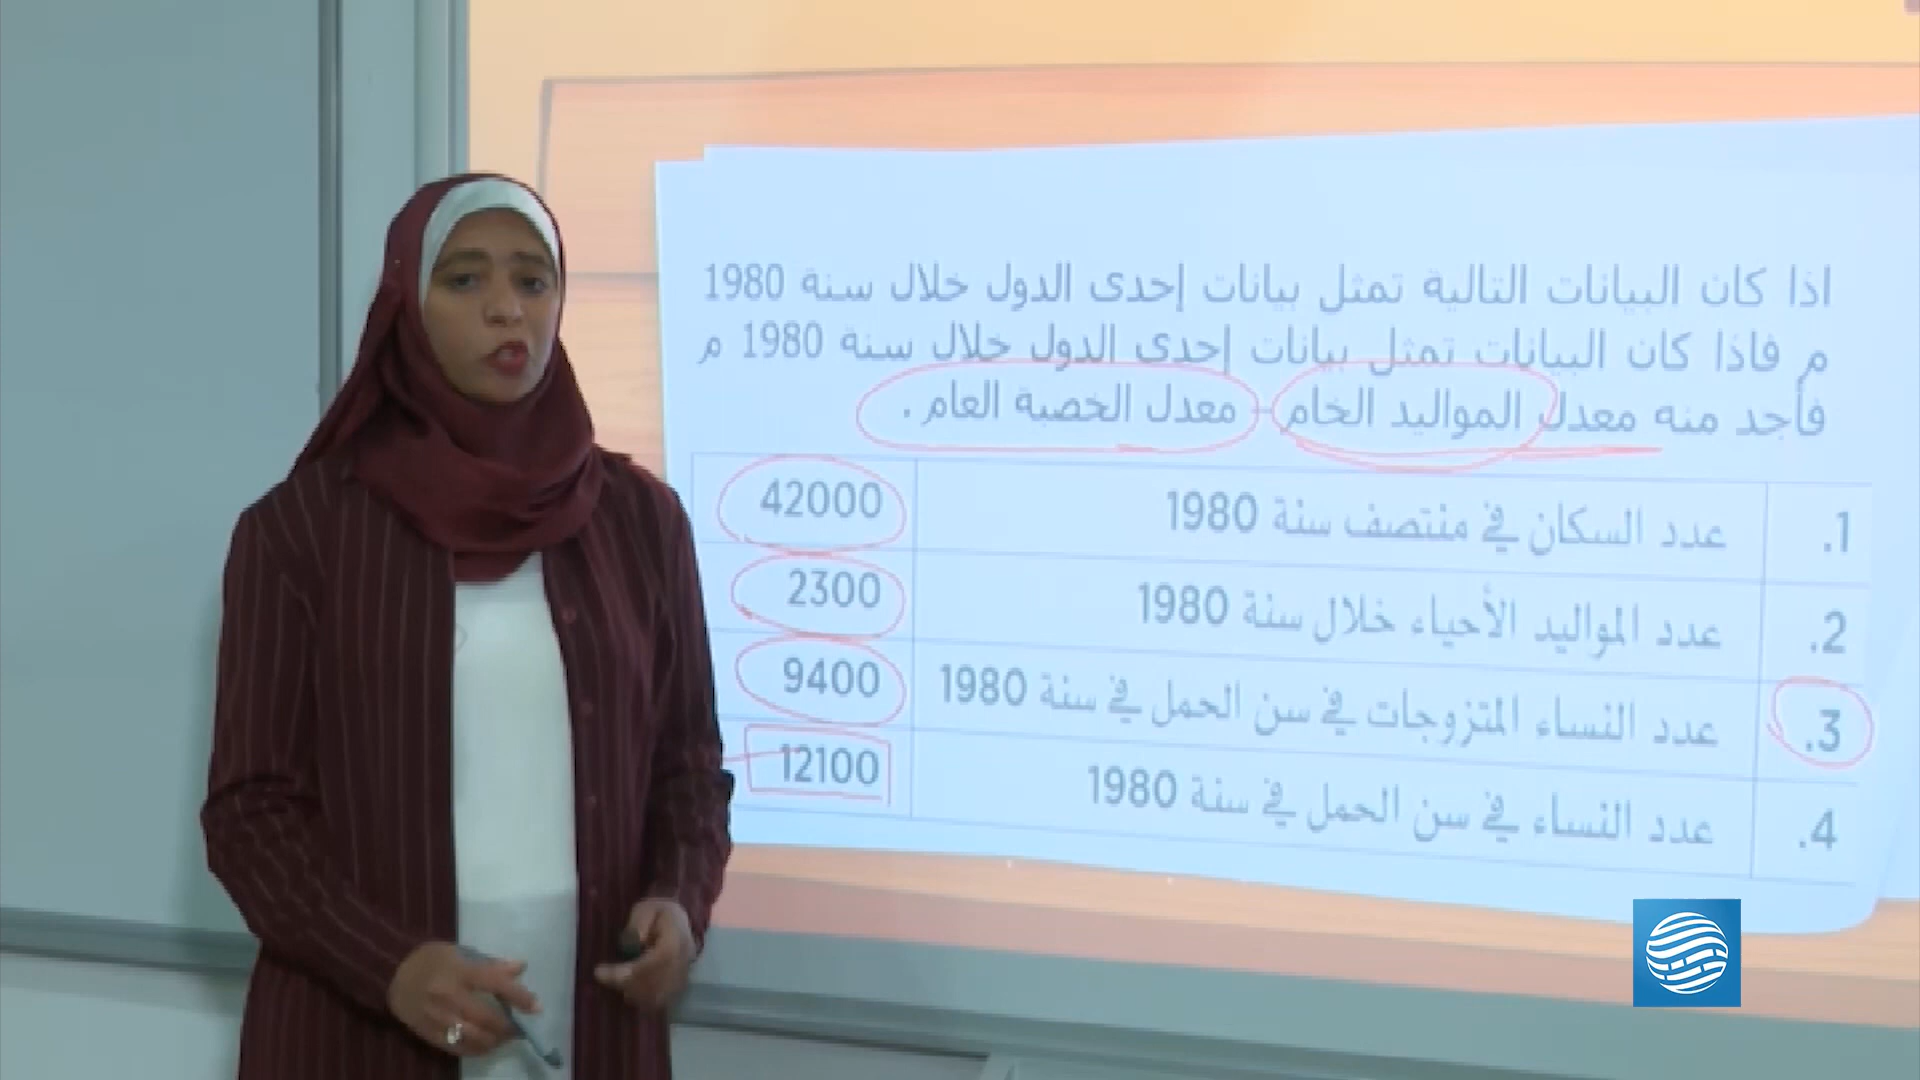 اذا كان البيانات التالية تمثل بيانات إحدى الدول خلال سنة 1980
م فاذا كان البيانات تمثل بيانات إحدى الدول خلال سنة 1980 م
فأجد منه معدل المواليد الخام - معدل الخصبة العام .
1. عدد السكان في منتصف سنة 1980 42000
2. عدد المواليد الأحياء خلال سنة 1980 2300
3. عدد النساء المتزوجات في سن الحمل في سنة 1980 9400
4. عدد النساء في سن الحمل في سنة 1980 12100